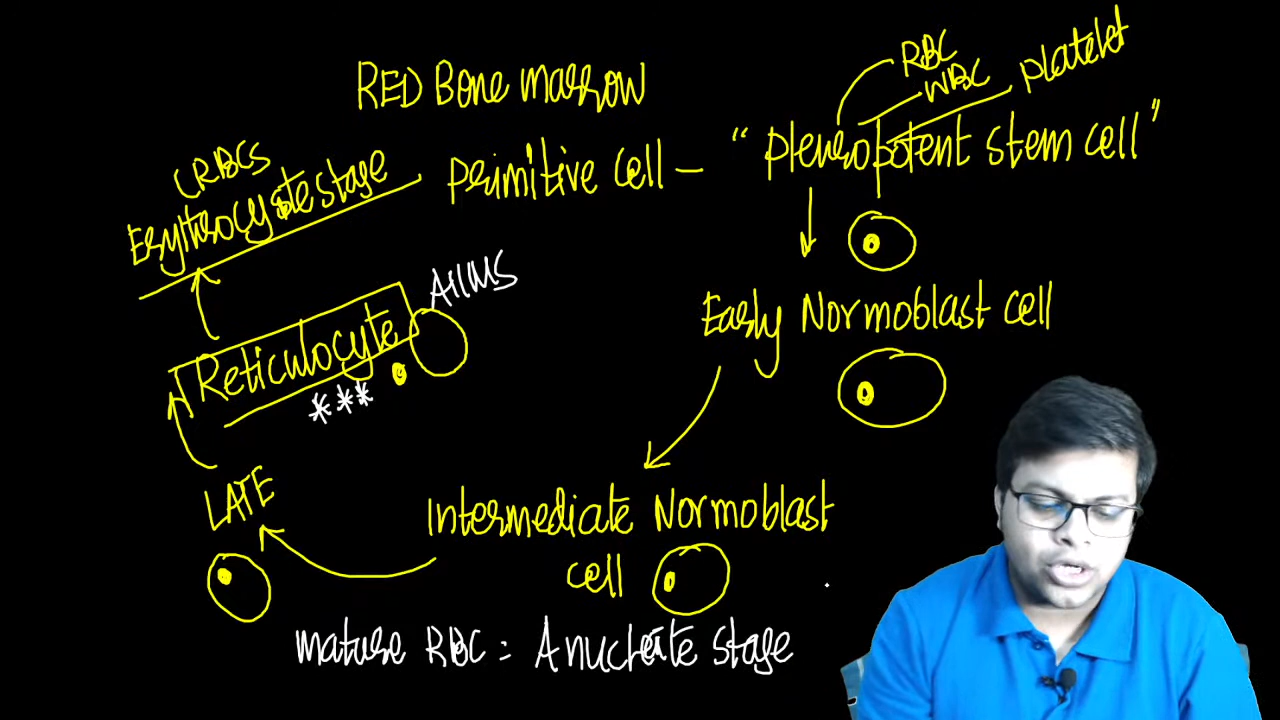 RED Bone marrow
RBC
WBC
Platelet
Primitive cell - "Pleuropotent stem cell"
(RBCs
Erythrocyte stage
Early Normoblast cell
Reticulocyte
AIIMS
***
LATE
Intermediate Normoblast
cell
mature RBC = Anucleate stage